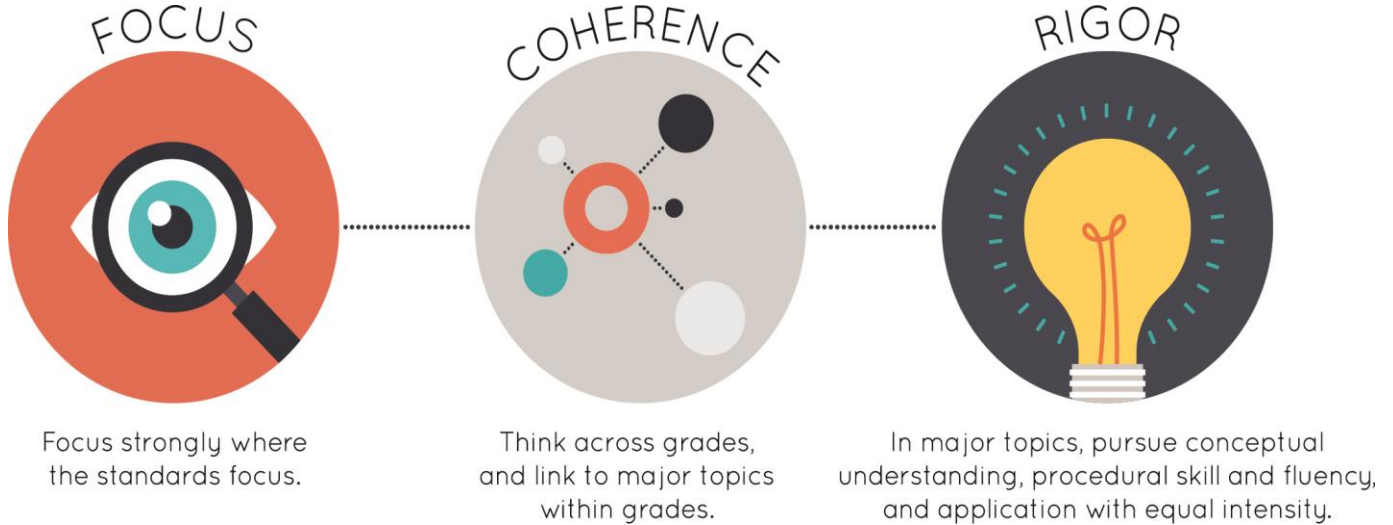 FOCUS
Focus strongly where
the standards focus.
COHERENCE
Think across grades,
and link to major topics
within grades.
RIGOR
In major topics, pursue conceptual
understanding, procedural skill and fluency,
and application with equal intensity.